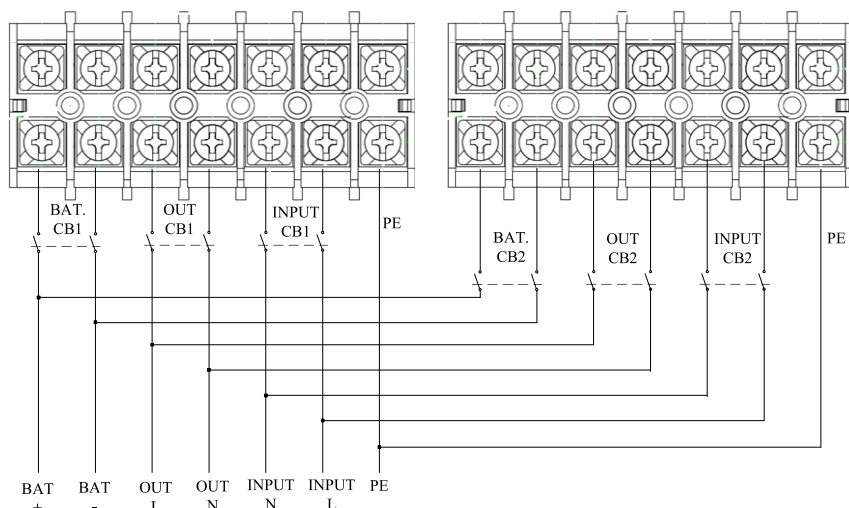 BAT.
CB1
OUT
CB1
INPUT
CB1
PE
BAT.
CB2
OUT
CB2
INPUT
CB2
PE
BAT
+
BAT
-
OUT
L
OUT
N
INPUT
N
INPUT
L
PE